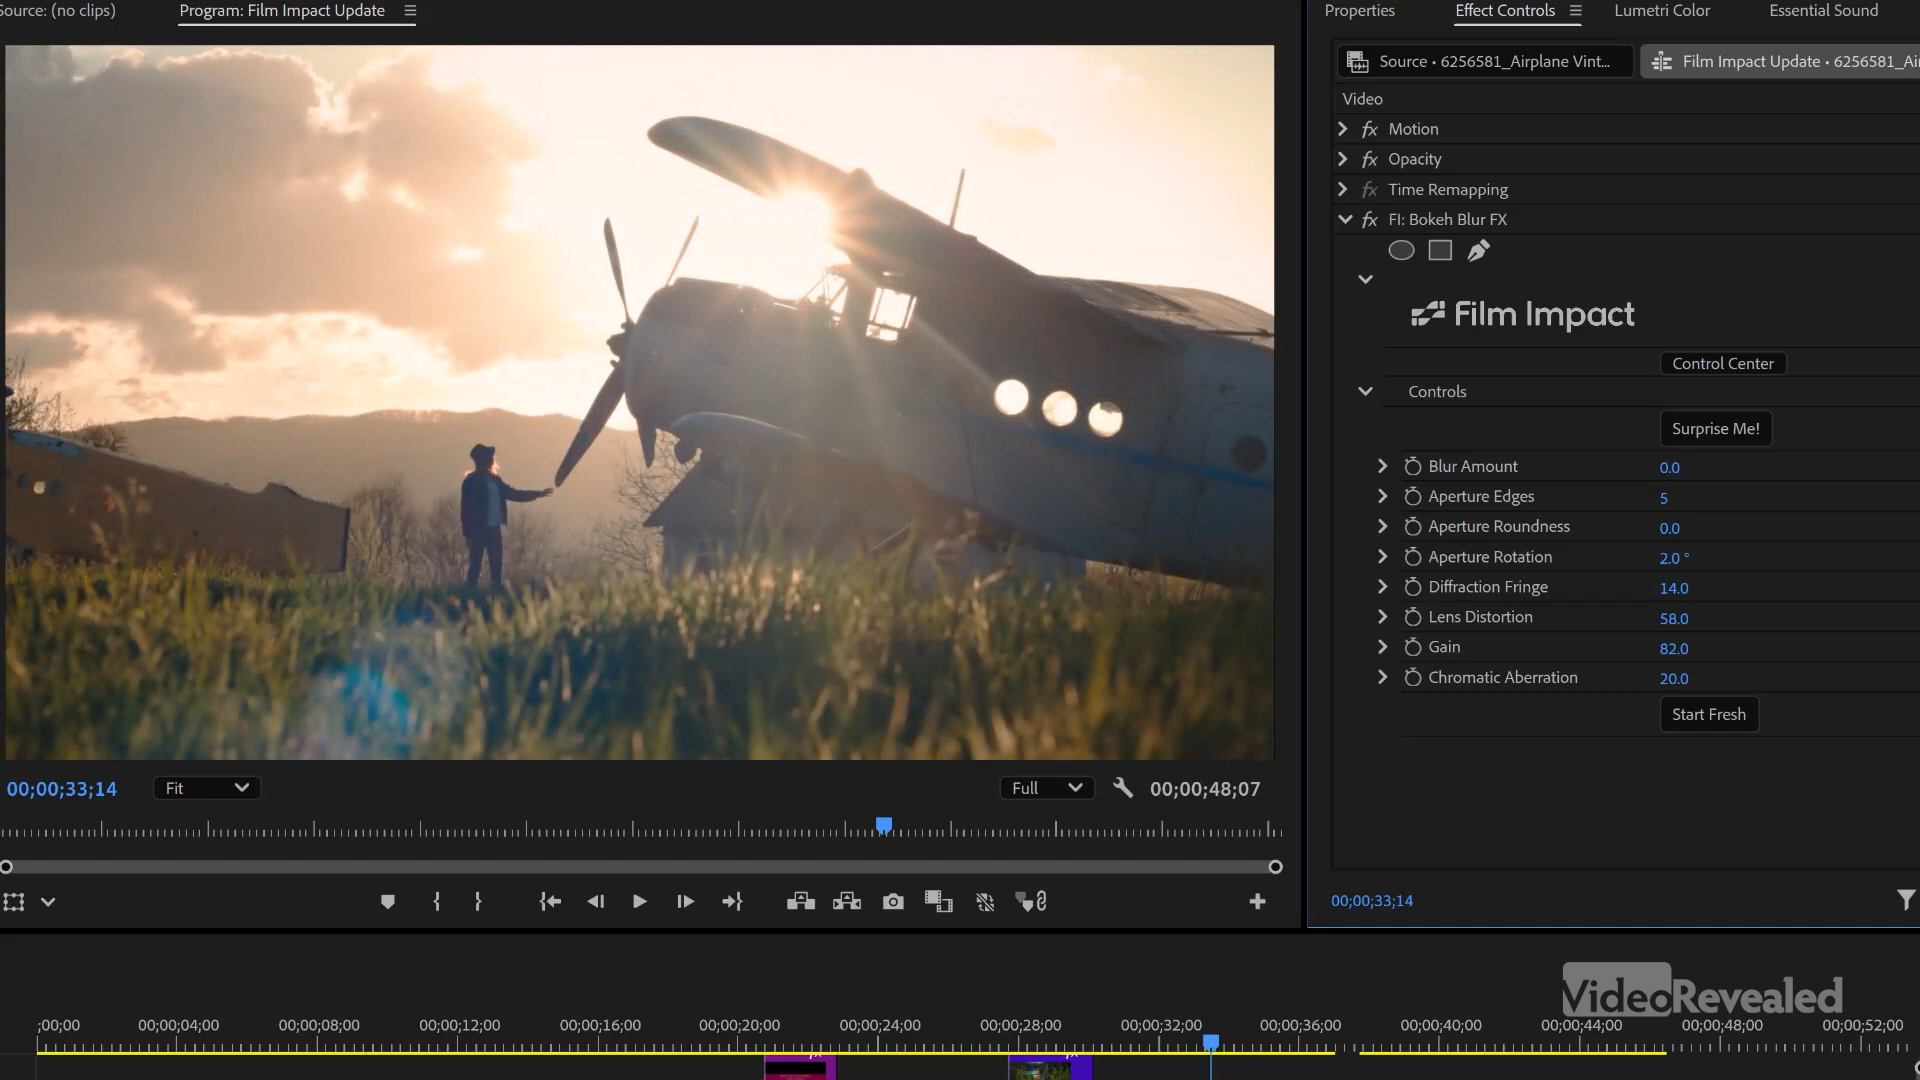 Source: (no clips)
Program: Film Impact Update
Properties
Effect Controls
Lumetri Color
Essential Sound
Source • 6256581_Airplane Vint...
Film Impact Update • 6256581_Ai
Video
fx Motion
fx Opacity
fx Time Remapping
fx FI: Bokeh Blur FX
Film Impact
Control Center
Controls
Surprise Me!
Blur Amount 0.0
Aperture Edges 5
Aperture Roundness 0.0
Aperture Rotation 2.0 °
Diffraction Fringe 14.0
Lens Distortion 58.0
Gain 82.0
Chromatic Aberration 20.0
Start Fresh
00;00;33;14
Fit
Full
00;00;48;07
00;00;33;14
VideoRevealed
;00;00 00;00;04;00 00;00;08;00 00;00;12;00 00;00;16;00 00;00;20;00 00;00;24;00 00;00;28;00 00;00;32;00 00;00;36;00 00;00;40;00 00;00;44;00 00;00;48;00 00;00;52;00